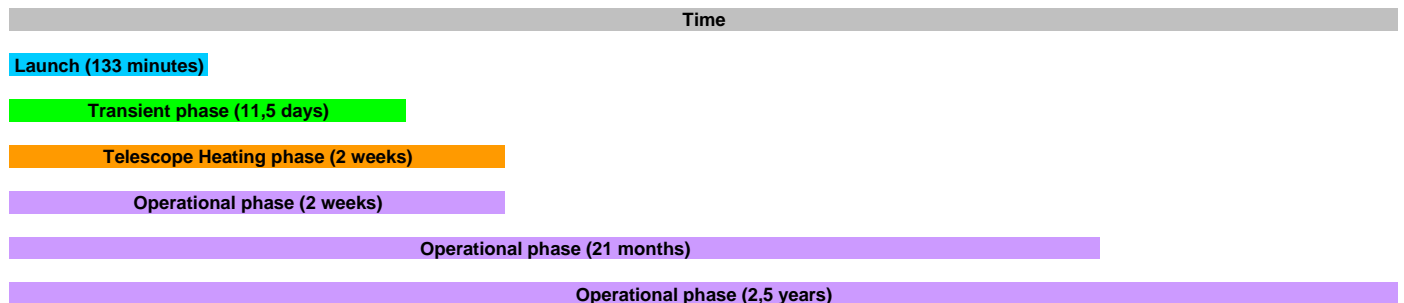 Time
Launch (133 minutes)
Transient phase (11,5 days)
Telescope Heating phase (2 weeks)
Operational phase (2 weeks)
Operational phase (21 months)
Operational phase (2,5 years)